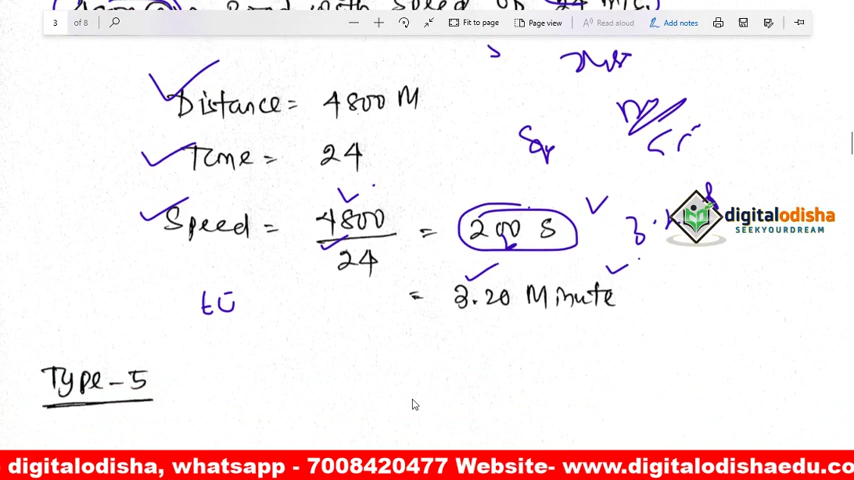 3 of 8
Fit to page
Page view
Read aloud
Add notes
Distance = 4800 M
Tcme = 24
Speed = 4800/24 = 200 S
= 3.20 Minute
Type - 5
digitalodisha
SEEKYOURDREAM
digitalodisha, whatsapp - 7008420477 Website- www.digitalodishaedu.co